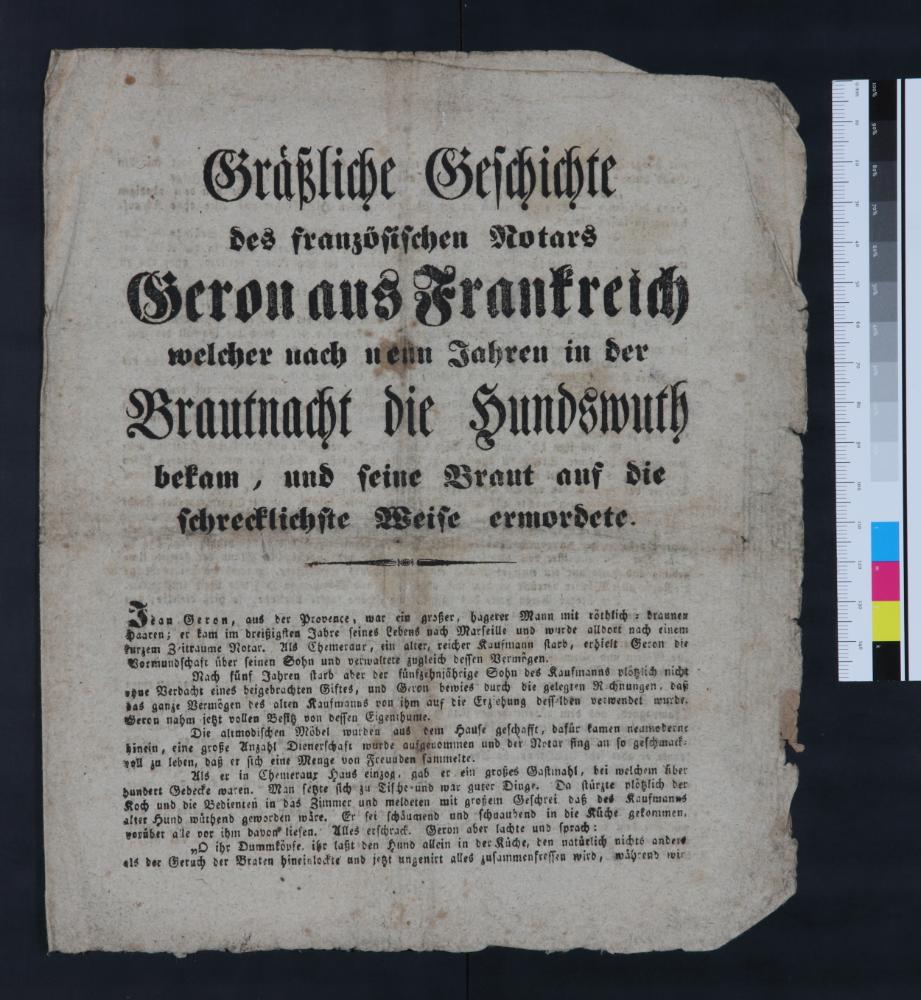 Gräßliche Geschichte
des französischen Notars
Geron aus Frankreich
welcher nach neun Jahren in der
Brautnacht die Hundswuth
bekam, und seine Braut auf die
schrecklichste Weise ermordete.
Jean Geron, aus der Provence, war ein großer, hagerer Mann mit röthlich-braunen
Haaren; er kam im dreißigsten Jahre seines Lebens nach Marseille und wurde alldort nach einem
kurzem Zeitraume Notar. Als Chemeraur, ein alter, reicher Kaufmann starb, erhielt Geron die
Vormundschaft über seinen Sohn und verwaltete zugleich dessen Vermögen.
Nach fünf Jahren starb aber der fünfzehnjährige Sohn des Kaufmanns plötzlich nicht
ohne Verdacht eines beigebrachten Giftes, und Geron bewies durch die gelegten Rechnungen, daß
das ganze Vermögen des alten Kaufmanns von ihm auf die Erziehung desselben verwendet wurde.
Geron nahm jetzt vollen Besitz von dessen Eigenthume.
Die altmodischen Möbel wurden aus dem Hause geschafft, dafür kamen neumoderne
hinein, eine große Anzahl Dienerschaft wurde aufgenommen und der Notar fing an so geschmack-
voll zu leben, daß er sich eine Menge von Freunden sammelte.
Als er in Chemeraux Haus einzog, gab er ein großes Gastmahl, bei welchem über
hundert Gedecke waren. Man setzte sich zu Tische und war guter Dinge. Da stürzte plötzlich der
Koch und die Bedienten in das Zimmer und meldeten mit großem Geschrei daß des Kaufmanns
alter Hund wüthend geworden wäre. Er sei schäumend und schnaubend in die Küche gekommen,
worüber alle vor ihm davon liefen. Alles erschrack. Geron aber lachte und sprach:
„O ihr Dummköpfe, ihr laßt den Hund allein in der Küche, den natürlich nichts anders
als der Geruch der Braten hineinlockte und jetzt ungenirt alles zusammenfressen wird, während wir